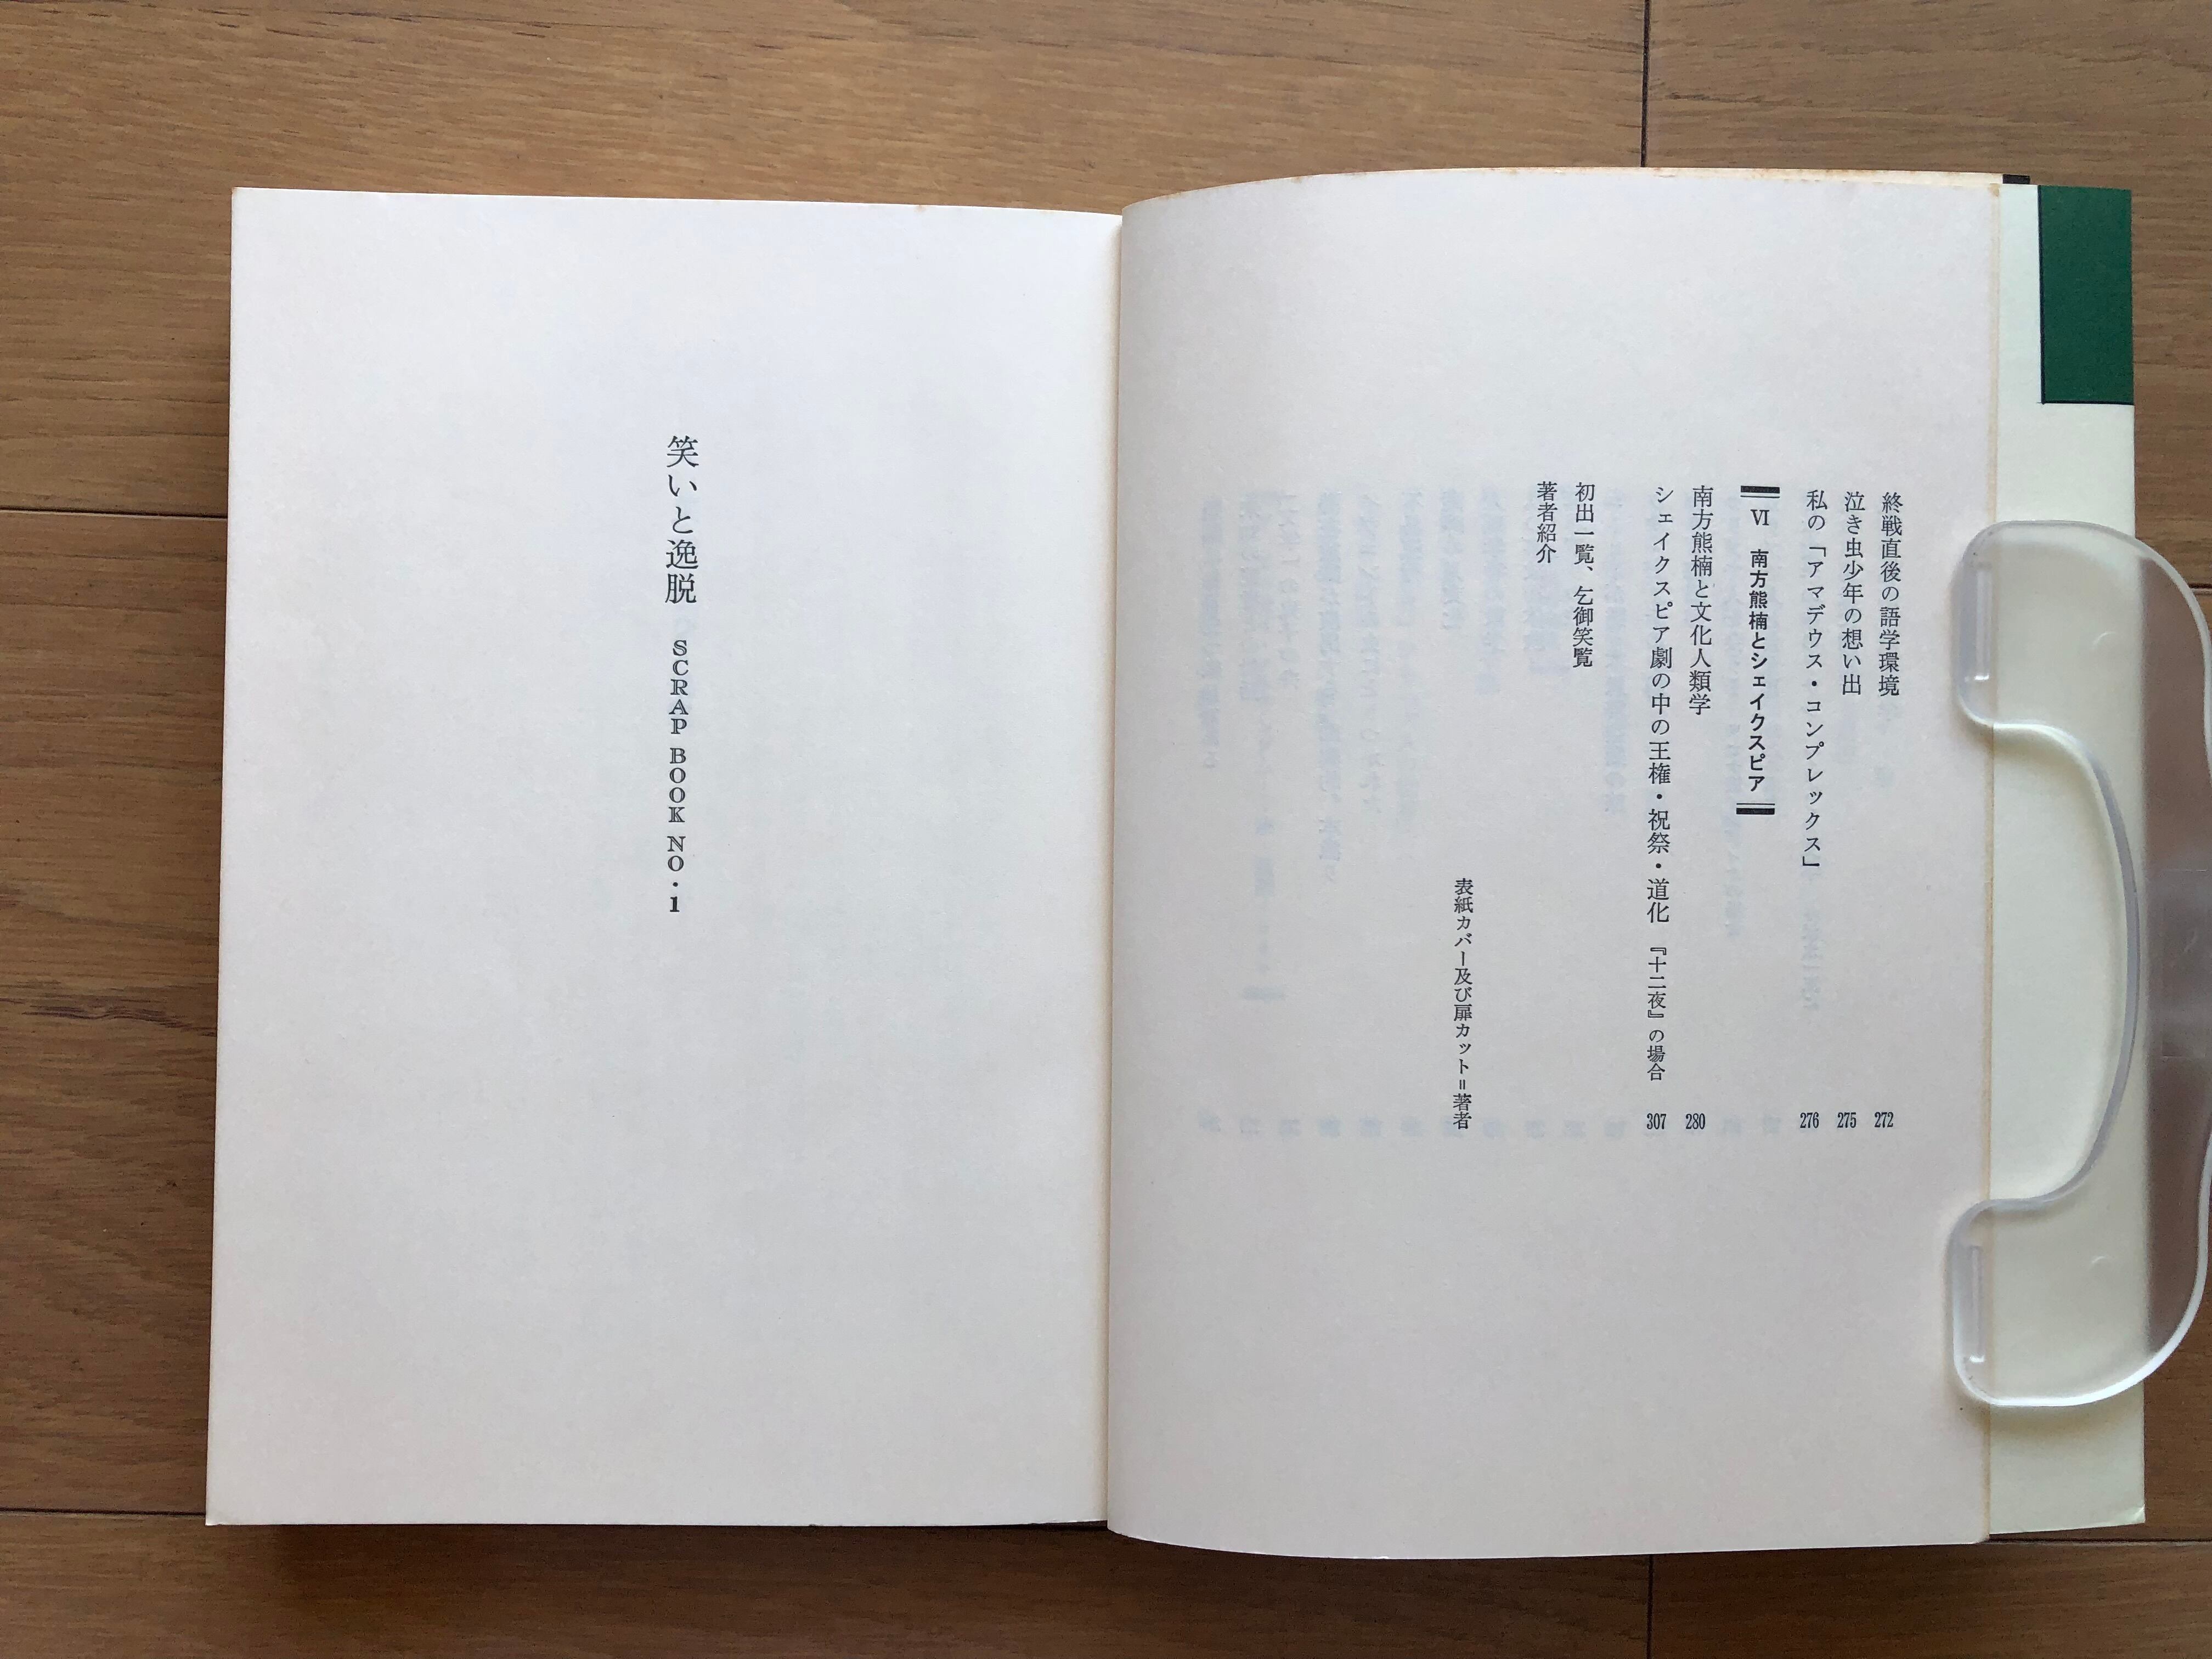 終戦直後の語学環境 272
泣き虫少年の想い出 275
私の「アマデウス・コンプレックス」 276
Ⅵ 南方熊楠とシェイクスピア
南方熊楠と文化人類学 280
シェイクスピア劇の中の王権・祝祭・道化 『十二夜』の場合 307
初出一覧、乞御笑覧
著者紹介
表紙カバー及び扉カット=著者
笑いと逸脱 SCRAP BOOK NO・1